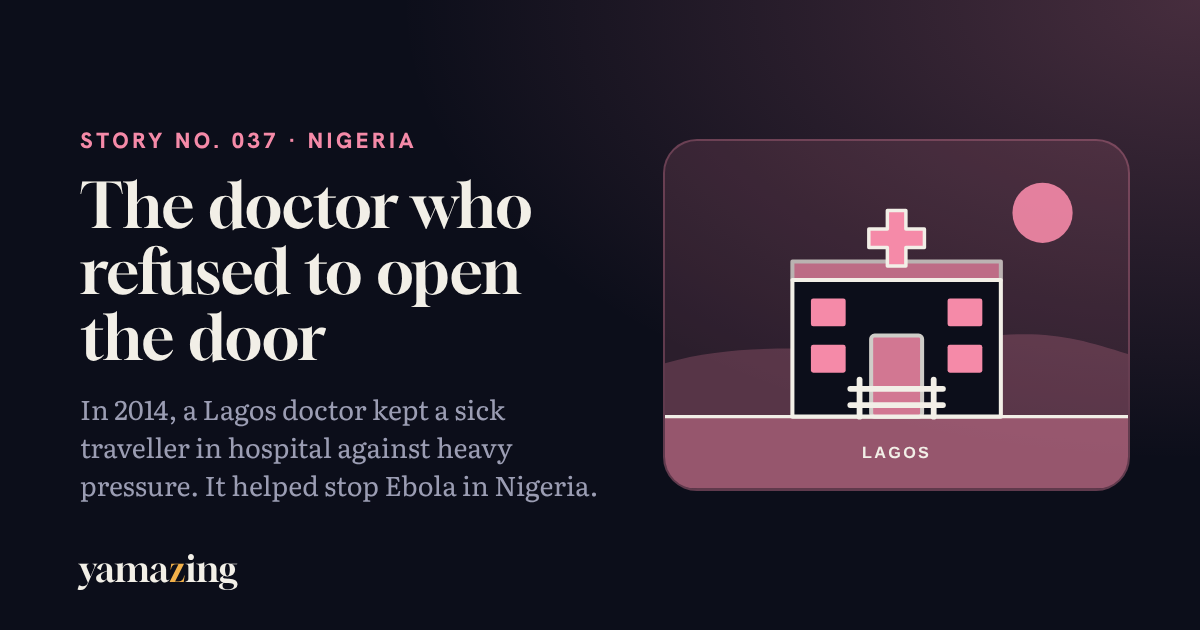 STORY NO. 037 · NIGERIA
The doctor who
refused to open
the door
In 2014, a Lagos doctor kept a sick
traveller in hospital against heavy
pressure. It helped stop Ebola in Nigeria.
LAGOS
yamazing